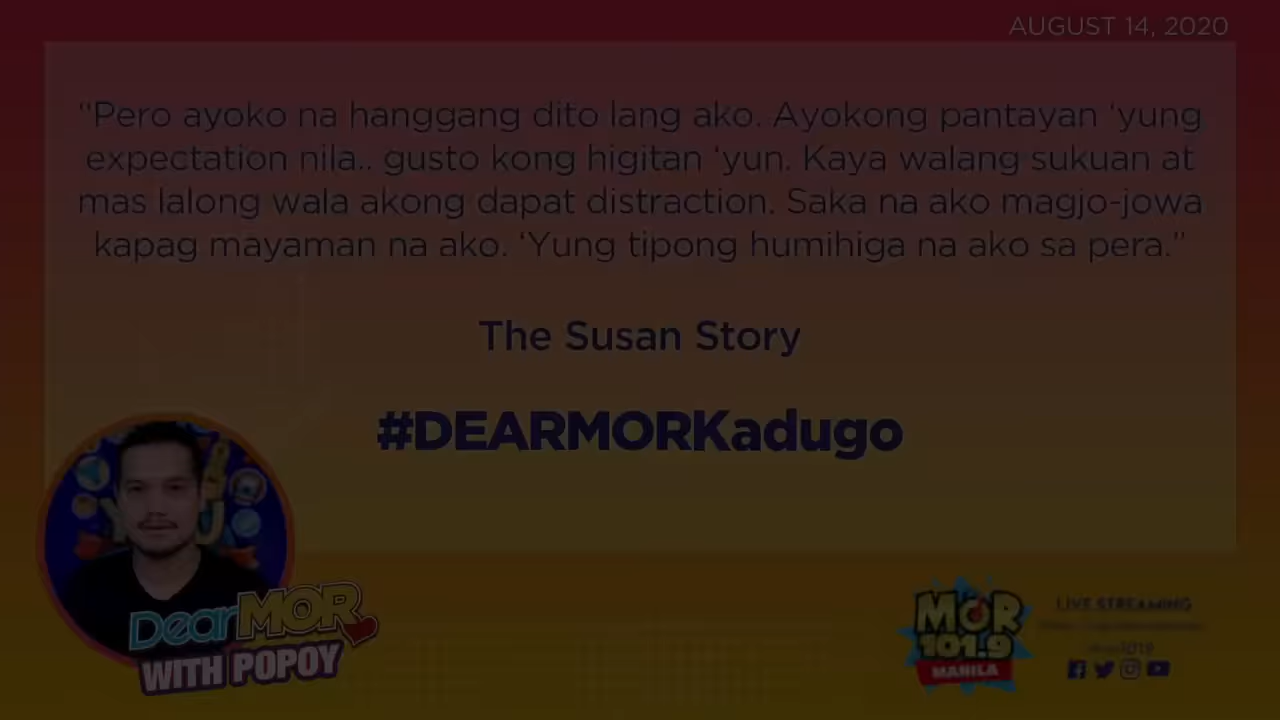 AUGUST 14, 2020
“Pero ayoko na hanggang dito lang ako. Ayokong pantayan ‘yung
expectation nila.. gusto kong higitan ‘yun. Kaya walang sukuan at
mas lalong wala akong dapat distraction. Saka na ako magjo-jowa
kapag mayaman na ako. ‘Yung tipong humihiga na ako sa pera.”
The Susan Story
#DEARMORKadugo
Dear MOR
WITH POPOY
MOR
101.9
MANILA
LIVE STREAMING